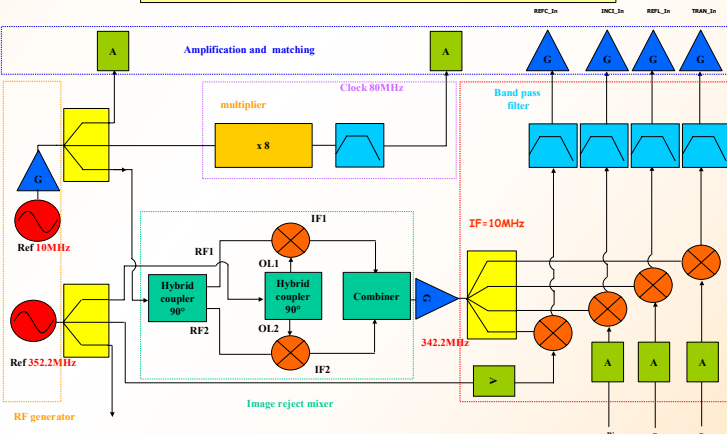 REFC_In
INCI_In
REFL_In
TRAN_In
A
Amplification and matching
A
G
G
G
G
Clock 80MHz
multiplier
Band pass
filter
x 8
G
Ref 10MHz
IF=10MHz
IF1
RF1
OL1
Hybrid
coupler
90°
Hybrid
coupler
90°
Combiner
G
RF2
OL2
342.2MHz
IF2
Ref 352.2MHz
A
A
A
A
Image reject mixer
RF generator